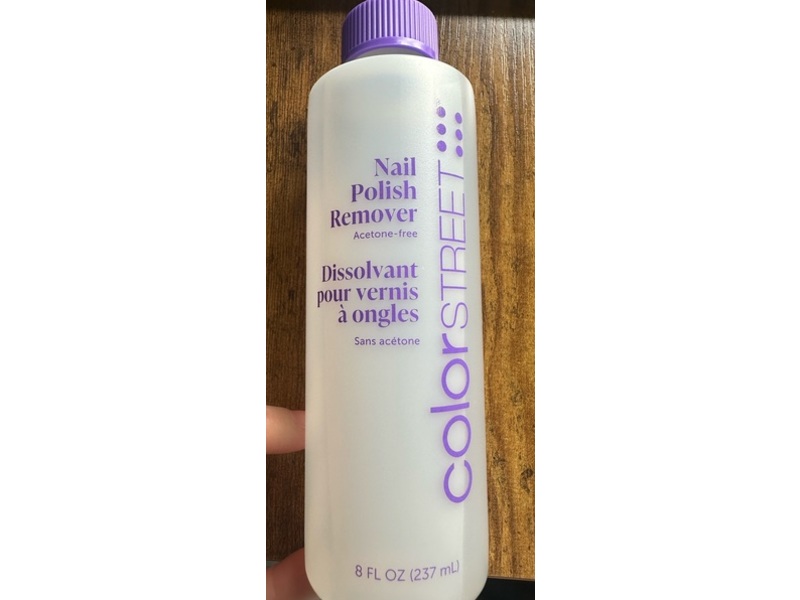 Nail
Polish
Remover
Acetone-free
Dissolvant
pour vernis
à ongles
Sans acétone
colorSTREET
8 FL OZ (237 mL)